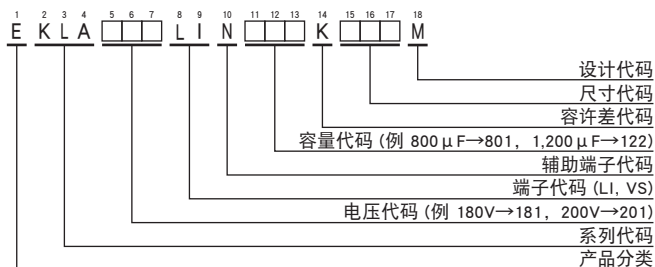 1 2 3 4 5 6 7 8 9 10 11 12 13 14 15 16 17 18
E K L A □□□ L I N □□□ K □□□ M
设计代码
尺寸代码
容许差代码
容量代码 (例 800μF→801, 1,200μF→122)
辅助端子代码
端子代码 (LI, VS)
电压代码 (例 180V→181, 200V→201)
系列代码
产品分类